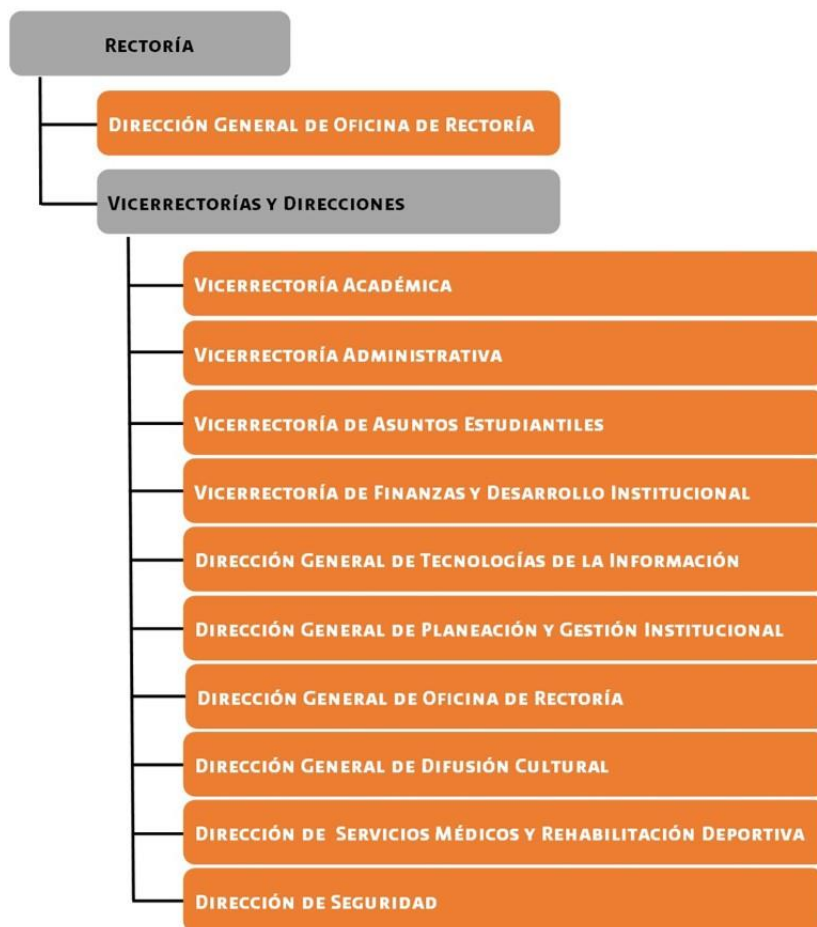 Rectoría
Dirección General de Oficina de Rectoría
Vicerrectorías y Direcciones
Vicerrectoría Académica
Vicerrectoría Administrativa
Vicerrectoría de Asuntos Estudiantiles
Vicerrectoría de Finanzas y Desarrollo Institucional
Dirección General de Tecnologías de la Información
Dirección General de Planeación y Gestión Institucional
Dirección General de Oficina de Rectoría
Dirección General de Difusión Cultural
Dirección de Servicios Médicos y Rehabilitación Deportiva
Dirección de Seguridad